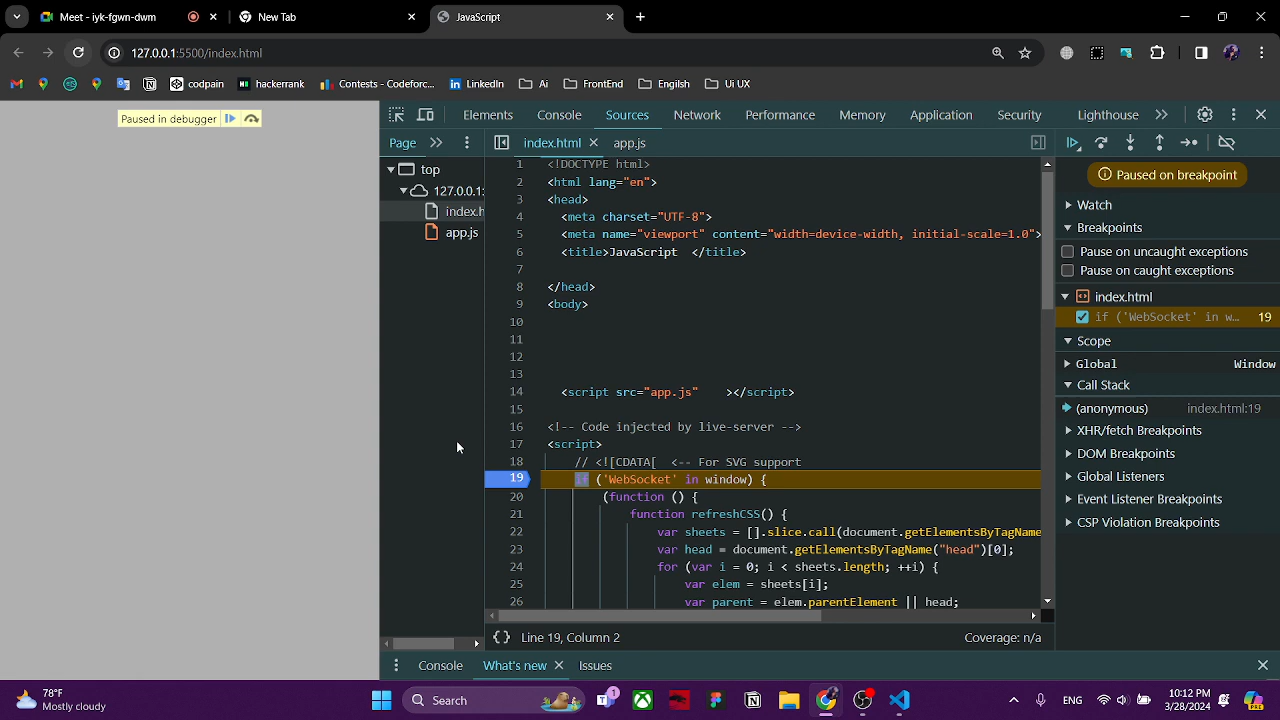 Meet - iyk-fgwn-dwm
New Tab
JavaScript
127.0.0.1:5500/index.html
codpain
hackerrank
Contests - Codeforc...
LinkedIn
Ai
FrontEnd
English
Ui UX
Paused in debugger
Elements
Console
Sources
Network
Performance
Memory
Application
Security
Lighthouse
Page
index.html
app.js
top
127.0.0.1:
index.h
app.js
1 <!DOCTYPE html>
2 <html lang="en">
3 <head>
4 <meta charset="UTF-8">
5 <meta name="viewport" content="width=device-width, initial-scale=1.0">
6 <title>JavaScript </title>
7
8 </head>
9 <body>
10
11
12
13
14 <script src="app.js" ></script>
15
16 <!-- Code injected by live-server -->
17 <script>
18 // <![CDATA[ <-- For SVG support
19 if ('WebSocket' in window) {
20 (function () {
21 function refreshCSS() {
22 var sheets = [].slice.call(document.getElementsByTagName
23 var head = document.getElementsByTagName("head")[0];
24 for (var i = 0; i < sheets.length; ++i) {
25 var elem = sheets[i];
26 var parent = elem.parentElement || head;
{} Line 19, Column 2
Coverage: n/a
Paused on breakpoint
Watch
Breakpoints
Pause on uncaught exceptions
Pause on caught exceptions
index.html
if ('WebSocket' in w… 19
Scope
Global Window
Call Stack
(anonymous) index.html:19
XHR/fetch Breakpoints
DOM Breakpoints
Global Listeners
Event Listener Breakpoints
CSP Violation Breakpoints
Console
What's new
Issues
78°F
Mostly cloudy
Search
1
ENG
10:12 PM
3/28/2024